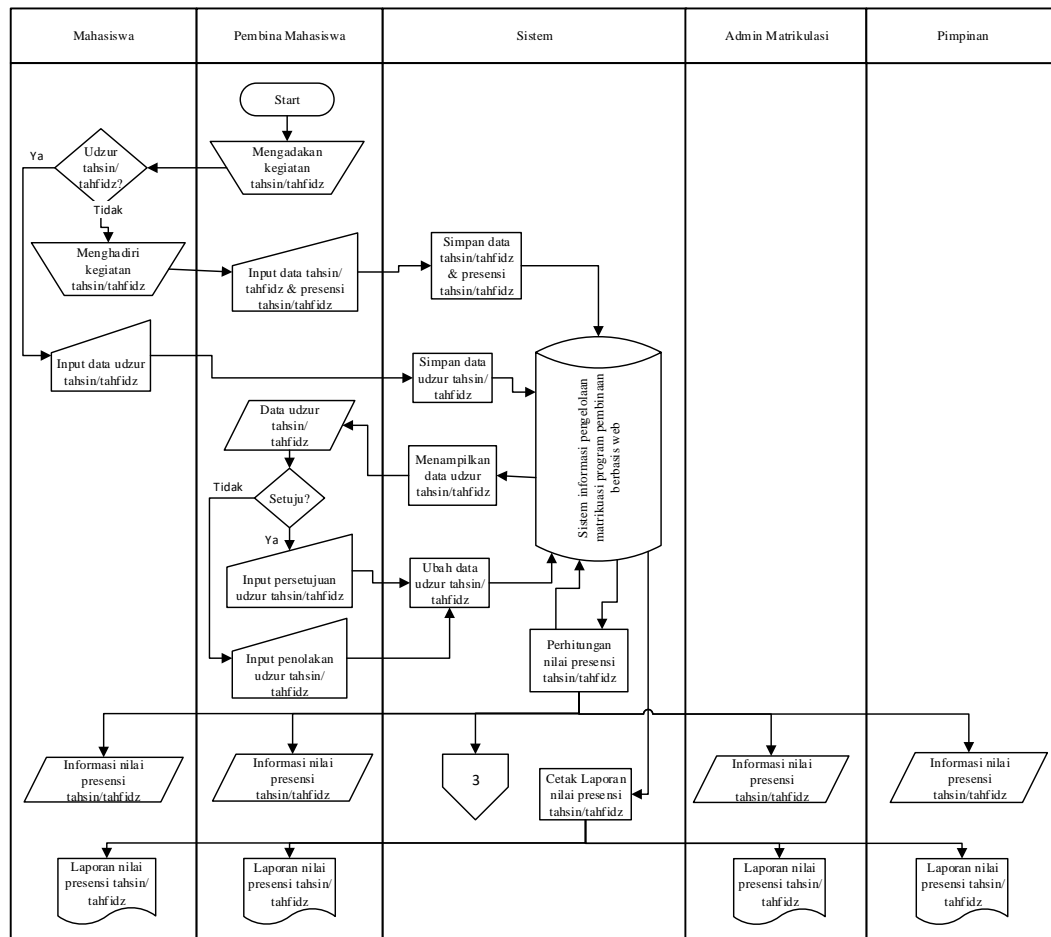 Mahasiswa
Pembina Mahasiswa
Sistem
Admin Matrikulasi
Pimpinan
Start
Mengadakan
kegiatan
tahsin/tahfidz
Udzur
tahsin/
tahfidz?
Ya
Tidak
Menghadiri
kegiatan
tahsin/tahfidz
Input data tahsin/
tahfidz & presensi
tahsin/tahfidz
Simpan data
tahsin/tahfidz
& presensi
tahsin/tahfidz
Input data udzur
tahsin/tahfidz
Simpan data
udzur tahsin/
tahfidz
Sistem informasi pengelolaan
matrikuasi program pembinaan
berbasis web
Data udzur
tahsin/
tahfidz
Menampilkan
data udzur
tahsin/tahfidz
Tidak
Setuju?
Ya
Input persetujuan
udzur tahsin/tahfidz
Ubah data
udzur tahsin/
tahfidz
Input penolakan
udzur tahsin/
tahfidz
Perhitungan
nilai presensi
tahsin/tahfidz
Informasi nilai
presensi
tahsin/tahfidz
Informasi nilai
presensi
tahsin/tahfidz
3
Cetak Laporan
nilai presensi
tahsin/tahfidz
Informasi nilai
presensi
tahsin/tahfidz
Informasi nilai
presensi
tahsin/tahfidz
Laporan nilai
presensi tahsin/
tahfidz
Laporan nilai
presensi tahsin/
tahfidz
Laporan nilai
presensi tahsin/
tahfidz
Laporan nilai
presensi tahsin/
tahfidz